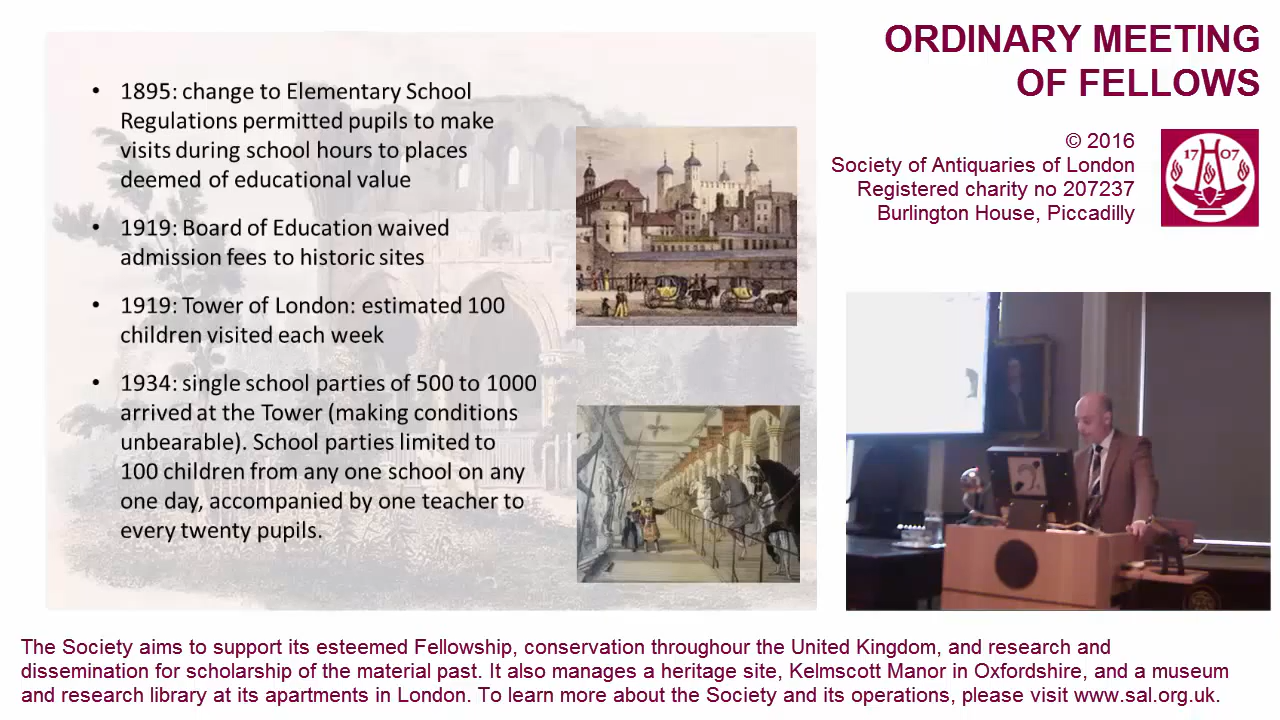 • 1895: change to Elementary School
Regulations permitted pupils to make
visits during school hours to places
deemed of educational value
• 1919: Board of Education waived
admission fees to historic sites
• 1919: Tower of London: estimated 100
children visited each week
• 1934: single school parties of 500 to 1000
arrived at the Tower (making conditions
unbearable). School parties limited to
100 children from any one school on any
one day, accompanied by one teacher to
every twenty pupils.
ORDINARY MEETING
OF FELLOWS
© 2016
Society of Antiquaries of London
Registered charity no 207237
Burlington House, Piccadilly
17 07
The Society aims to support its esteemed Fellowship, conservation throughour the United Kingdom, and research and
dissemination for scholarship of the material past. It also manages a heritage site, Kelmscott Manor in Oxfordshire, and a museum
and research library at its apartments in London. To learn more about the Society and its operations, please visit www.sal.org.uk.